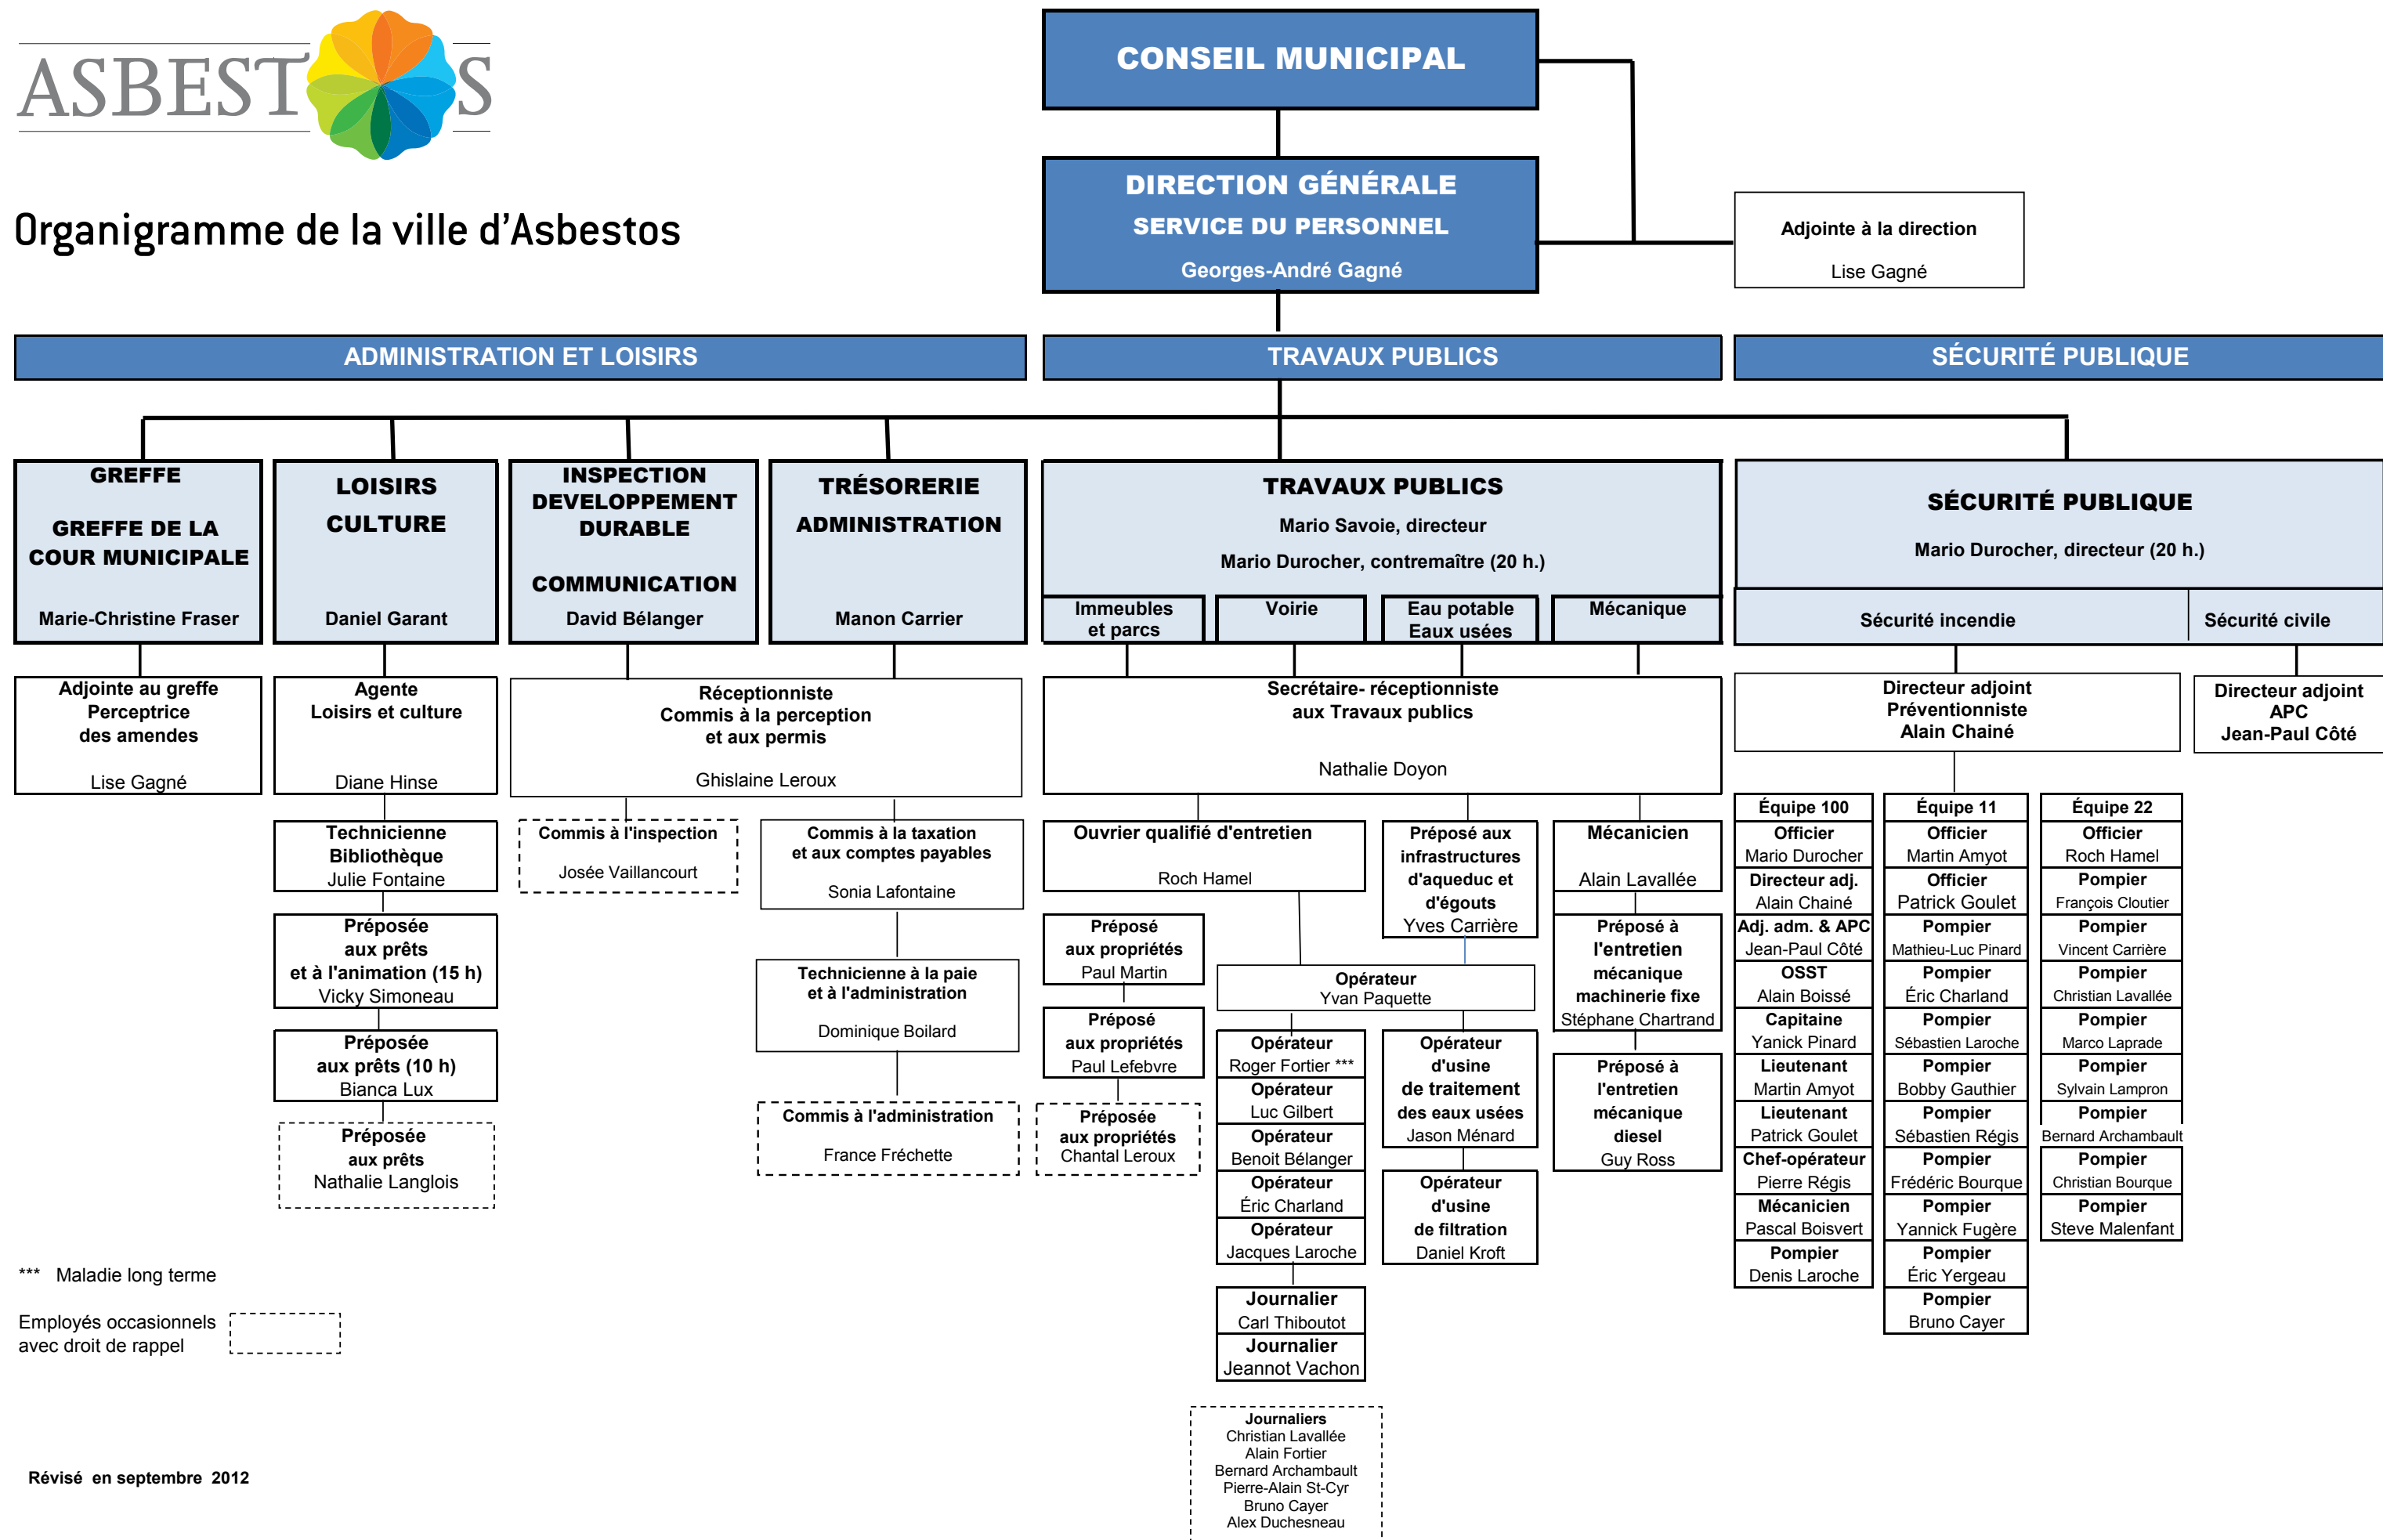 ASBESTOS
Organigramme de la ville d'Asbestos
CONSEIL MUNICIPAL
DIRECTION GÉNÉRALE
SERVICE DU PERSONNEL
Georges-André Gagné
Adjointe à la direction
Lise Gagné
ADMINISTRATION ET LOISIRS
TRAVAUX PUBLICS
SÉCURITÉ PUBLIQUE
GREFFE
GREFFE DE LA
COUR MUNICIPALE
Marie-Christine Fraser
LOISIRS
CULTURE
Daniel Garant
INSPECTION
DEVELOPPEMENT
DURABLE
COMMUNICATION
David Bélanger
TRÉSORERIE
ADMINISTRATION
Manon Carrier
TRAVAUX PUBLICS
Mario Savoie, directeur
Mario Durocher, contremaître (20 h.)
Immeubles
et parcs
Voirie
Eau potable
Eaux usées
Mécanique
SÉCURITÉ PUBLIQUE
Mario Durocher, directeur (20 h.)
Sécurité incendie
Sécurité civile
Adjointe au greffe
Perceptrice
des amendes
Lise Gagné
Agente
Loisirs et culture
Diane Hinse
Technicienne
Bibliothèque
Julie Fontaine
Préposée
aux prêts
et à l'animation (15 h)
Vicky Simoneau
Préposée
aux prêts (10 h)
Bianca Lux
Préposée
aux prêts
Nathalie Langlois
Réceptionniste
Commis à la perception
et aux permis
Ghislaine Leroux
Commis à l'inspection
Josée Vaillancourt
Commis à la taxation
et aux comptes payables
Sonia Lafontaine
Technicienne à la paie
et à l'administration
Dominique Boilard
Commis à l'administration
France Fréchette
Secrétaire- réceptionniste
aux Travaux publics
Nathalie Doyon
Ouvrier qualifié d'entretien
Roch Hamel
Préposé
aux propriétés
Paul Martin
Préposé
aux propriétés
Paul Lefebvre
Préposée
aux propriétés
Chantal Leroux
Préposé aux
infrastructures
d'aqueduc et
d'égouts
Yves Carrière
Opérateur
Yvan Paquette
Opérateur
Roger Fortier ***
Opérateur
Luc Gilbert
Opérateur
Benoit Bélanger
Opérateur
Éric Charland
Opérateur
Jacques Laroche
Journalier
Carl Thiboutot
Journalier
Jeannot Vachon
Journaliers
Christian Lavallée
Alain Fortier
Bernard Archambault
Pierre-Alain St-Cyr
Bruno Cayer
Alex Duchesneau
Opérateur
d'usine
de traitement
des eaux usées
Jason Ménard
Opérateur
d'usine
de filtration
Daniel Kroft
Mécanicien
Alain Lavallée
Préposé à
l'entretien
mécanique
machinerie fixe
Stéphane Chartrand
Préposé à
l'entretien
mécanique
diesel
Guy Ross
Directeur adjoint
Préventionniste
Alain Chainé
Directeur adjoint
APC
Jean-Paul Côté
Équipe 100
Officier
Mario Durocher
Directeur adj.
Alain Chainé
Adj. adm. & APC
Jean-Paul Côté
OSST
Alain Boissé
Capitaine
Yanick Pinard
Lieutenant
Martin Amyot
Lieutenant
Patrick Goulet
Chef-opérateur
Pierre Régis
Mécanicien
Pascal Boisvert
Pompier
Denis Laroche
Équipe 11
Officier
Martin Amyot
Officier
Patrick Goulet
Pompier
Mathieu-Luc Pinard
Pompier
Éric Charland
Pompier
Sébastien Laroche
Pompier
Bobby Gauthier
Pompier
Sébastien Régis
Pompier
Frédéric Bourque
Pompier
Yannick Fugère
Pompier
Éric Yergeau
Pompier
Bruno Cayer
Équipe 22
Officier
Roch Hamel
Pompier
François Cloutier
Pompier
Vincent Carrière
Pompier
Christian Lavallée
Pompier
Marco Laprade
Pompier
Sylvain Lampron
Pompier
Bernard Archambault
Pompier
Christian Bourque
Pompier
Steve Malenfant
*** Maladie long terme
Employés occasionnels
avec droit de rappel
Révisé en septembre 2012